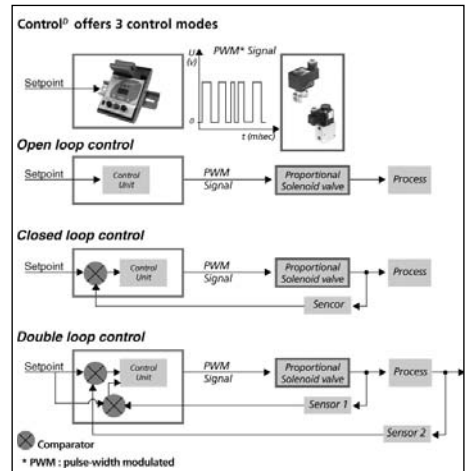 Control^D offers 3 control modes
PWM* Signal
U
(v)
Setpoint
0
t (m/sec)
Open loop control
Setpoint
Control
Unit
PWM
Signal
Proportional
Solenoid valve
Process
Closed loop control
Setpoint
Control
Unit
PWM
Signal
Proportional
Solenoid valve
Process
Sencor
Double loop control
Setpoint
Control
Unit
PWM
Signal
Proportional
Solenoid valve
Process
Sensor 1
Sensor 2
Comparator
* PWM : pulse-width modulated